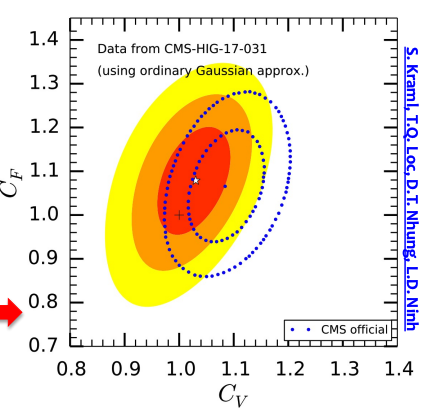 Data from CMS-HIG-17-031
(using ordinary Gaussian approx.)
1.4
1.3
1.2
1.1
1.0
0.9
0.8
0.7
C_F
CMS official
0.8 0.9 1.0 1.1 1.2 1.3 1.4
C_V
S. Kraml, T.Q. Loc, D.T. Nhung, L.D. Ninh